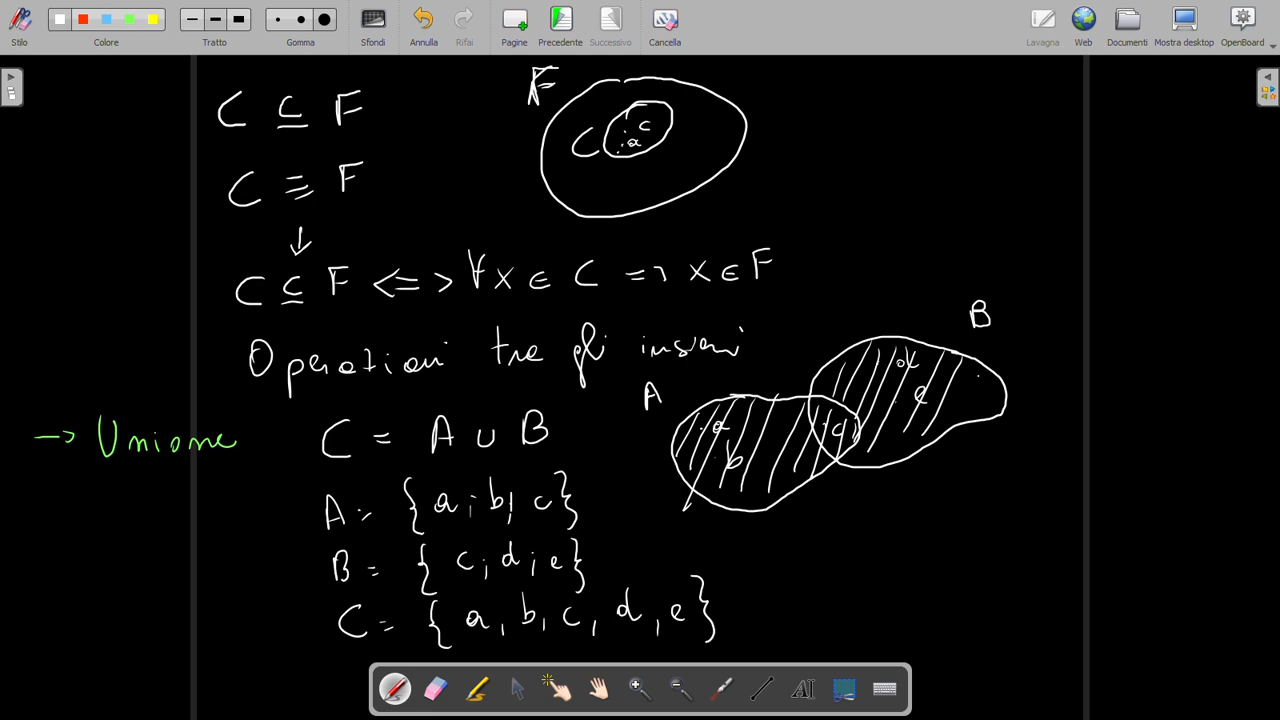 Stilo Colore Tratto Gomma Sfondi Annulla Rifai Pagine Precedente Successivo Cancella Lavagna Web Documenti Mostra desktop OpenBoard
C ⊆ F
F
C
c
a
C ≡ F
↓
C ⊆ F <=> ∀x ∈ C => x ∈ F
Operazioni tra gli insiemi
B
A
d
e
a
c
b
→ Unione C = A ∪ B
A = {a; b; c}
B = {c; d; e}
C = {a, b, c, d, e}
AI